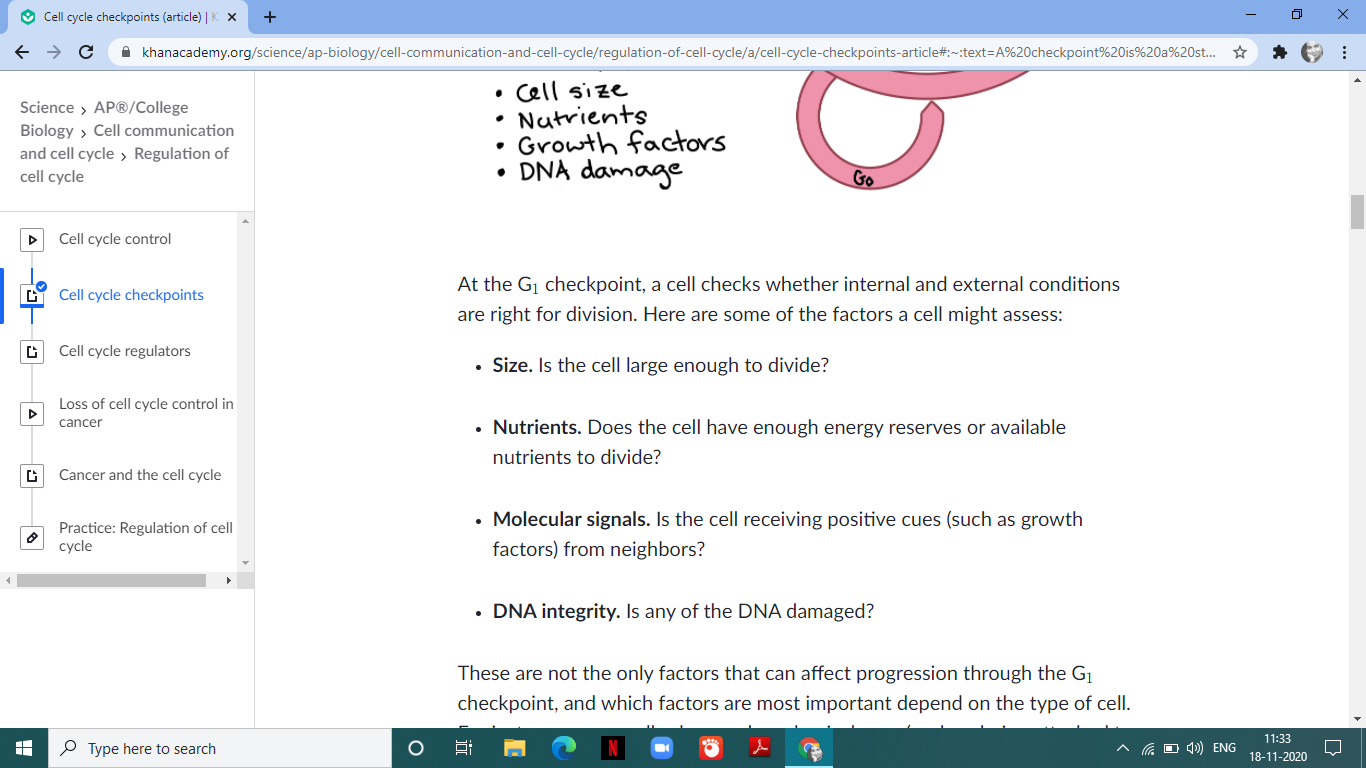 Cell cycle checkpoints (article) | K
khanacademy.org/science/ap-biology/cell-communication-and-cell-cycle/regulation-of-cell-cycle/a/cell-cycle-checkpoints-article#:~:text=A%20checkpoint%20is%20a%20st...
Science › AP®/College
Biology › Cell communication
and cell cycle › Regulation of
cell cycle
Cell cycle control
Cell cycle checkpoints
Cell cycle regulators
Loss of cell cycle control in
cancer
Cancer and the cell cycle
Practice: Regulation of cell
cycle
• Cell size
• Nutrients
• Growth factors
• DNA damage
G₀
At the G₁ checkpoint, a cell checks whether internal and external conditions
are right for division. Here are some of the factors a cell might assess:
• Size. Is the cell large enough to divide?
• Nutrients. Does the cell have enough energy reserves or available
nutrients to divide?
• Molecular signals. Is the cell receiving positive cues (such as growth
factors) from neighbors?
• DNA integrity. Is any of the DNA damaged?
These are not the only factors that can affect progression through the G₁
checkpoint, and which factors are most important depend on the type of cell.
Type here to search
ENG
11:33
18-11-2020